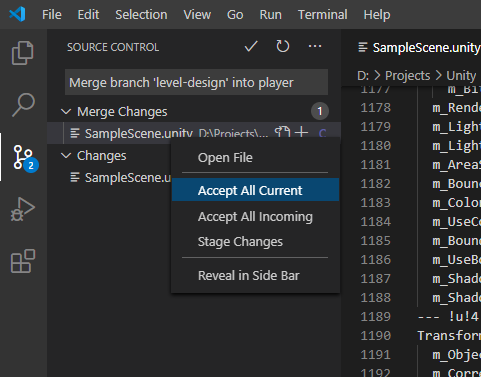 File Edit Selection View Go Run Terminal Help
SOURCE CONTROL
Merge branch 'level-design' into player
Merge Changes 1
SampleScene.unity D:\Projects\... C
Changes
SampleScene.u
2
Open File
Accept All Current
Accept All Incoming
Stage Changes
Reveal in Side Bar
SampleScene.unity
D: > Projects > Unity
1177 m_Bi
1178 m_Rende
1179 m_Light
1180 m_Light
1181 m_AreaS
1182 m_Bound
1183 m_Color
1184 m_UseCo
1185 m_Bound
1186 m_UseBo
1187 m_Shado
1188 m_Shado
1189 --- !u!4
1190 Transform
1191 m_Objec
1192 m_Corre